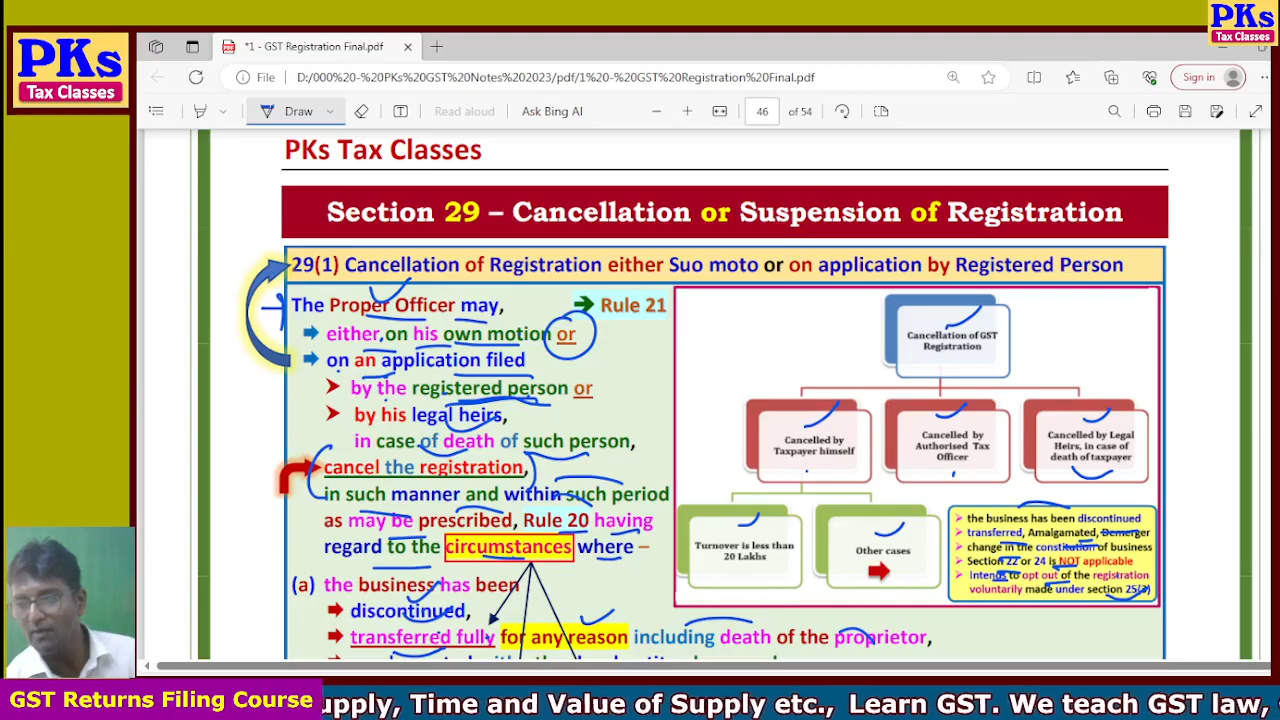 PKs
Tax Classes
PKs
Tax Classes
*1 - GST Registration Final.pdf
File
D:/000%20-%20PKs%20GST%20Notes%202023/pdf/1%20-%20GST%20Registration%20Final.pdf
Sign in
Draw
Read aloud
Ask Bing AI
46
of 54
PKs Tax Classes
Section 29 – Cancellation or Suspension of Registration
29(1) Cancellation of Registration either Suo moto or on application by Registered Person
The Proper Officer may,
Rule 21
either, on his own motion or
on an application filed
by the registered person or
by his legal heirs,
in case of death of such person,
cancel the registration,
in such manner and within such period
as may be prescribed, Rule 20 having
regard to the circumstances where –
(a) the business has been
discontinued,
transferred fully for any reason including death of the proprietor,
Cancellation of GST
Registration
Cancelled by
Taxpayer himself
Cancelled by
Authorised Tax
Officer
Cancelled by Legal
Heirs, in case of
death of taxpayer
Turnover is less than
20 Lakhs
Other cases
the business has been discontinued
transferred, Amalgamated, Demerger
change in the constitution of business
Section 22 or 24 is NOT applicable
Intends to opt out of the registration
voluntarily made under section 25(3)
GST Returns Filing Course
upply, Time and Value of Supply etc., Learn GST. We teach GST law,